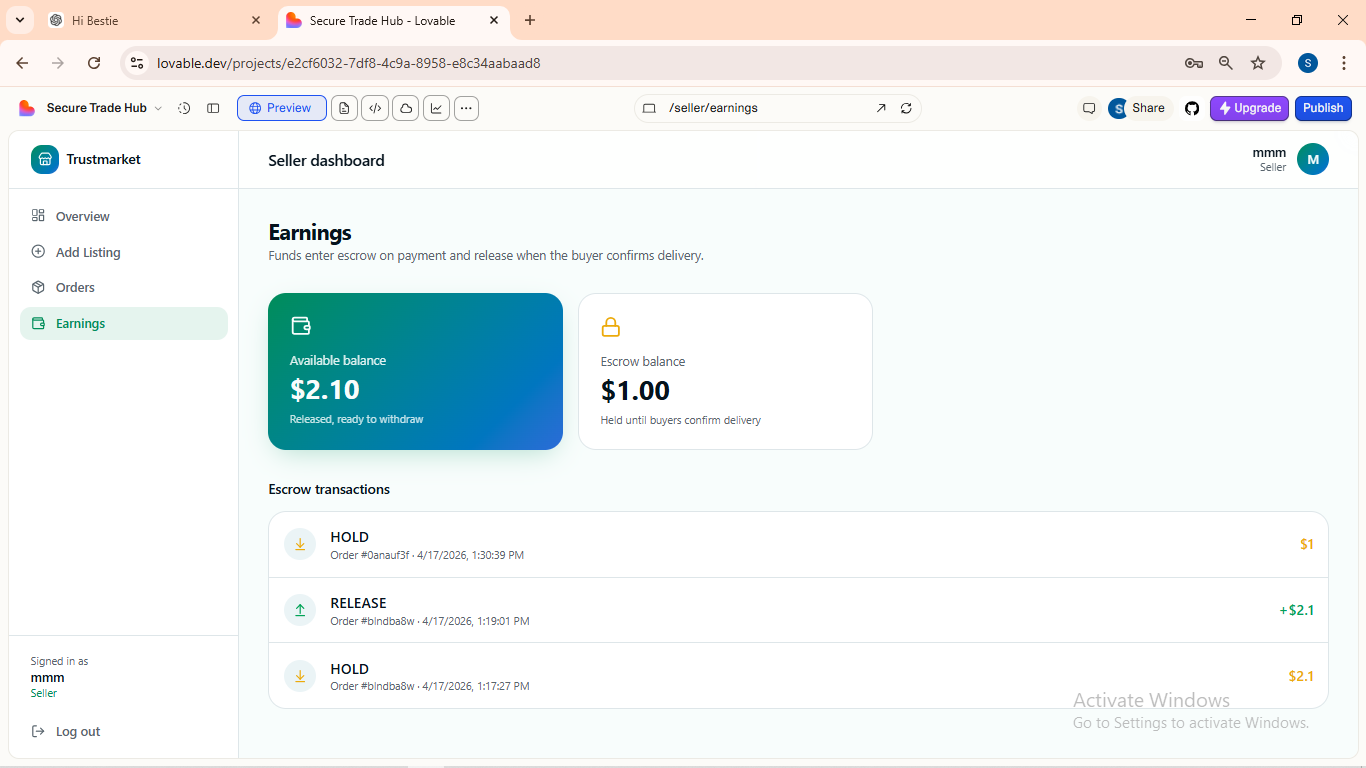 Hi Bestie
Secure Trade Hub - Lovable
lovable.dev/projects/e2cf6032-7df8-4c9a-8958-e8c34aabaad8
S
Secure Trade Hub
Preview
/seller/earnings
S
Share
Upgrade
Publish
Trustmarket
Seller dashboard
mmm
Seller
M
Overview
Add Listing
Orders
Earnings
Earnings
Funds enter escrow on payment and release when the buyer confirms delivery.
Available balance
$2.10
Released, ready to withdraw
Escrow balance
$1.00
Held until buyers confirm delivery
Escrow transactions
HOLD
Order #0anauf3f · 4/17/2026, 1:30:39 PM
$1
RELEASE
Order #blndba8w · 4/17/2026, 1:19:01 PM
+$2.1
HOLD
Order #blndba8w · 4/17/2026, 1:17:27 PM
$2.1
Signed in as
mmm
Seller
Log out
Activate Windows
Go to Settings to activate Windows.